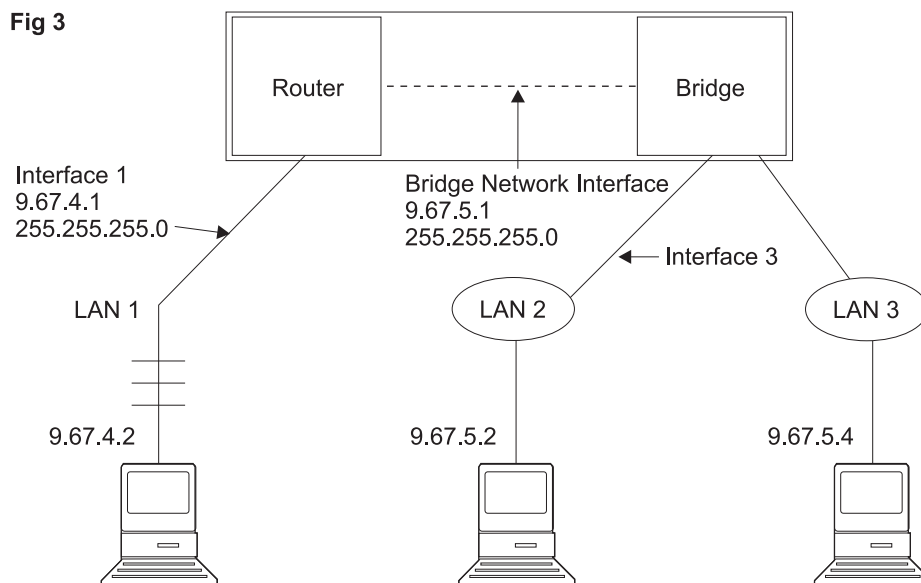 Fig 3
Router
Bridge
Interface 1
9.67.4.1
255.255.255.0
Bridge Network Interface
9.67.5.1
255.255.255.0
Interface 3
LAN 1
LAN 2
LAN 3
9.67.4.2
9.67.5.2
9.67.5.4